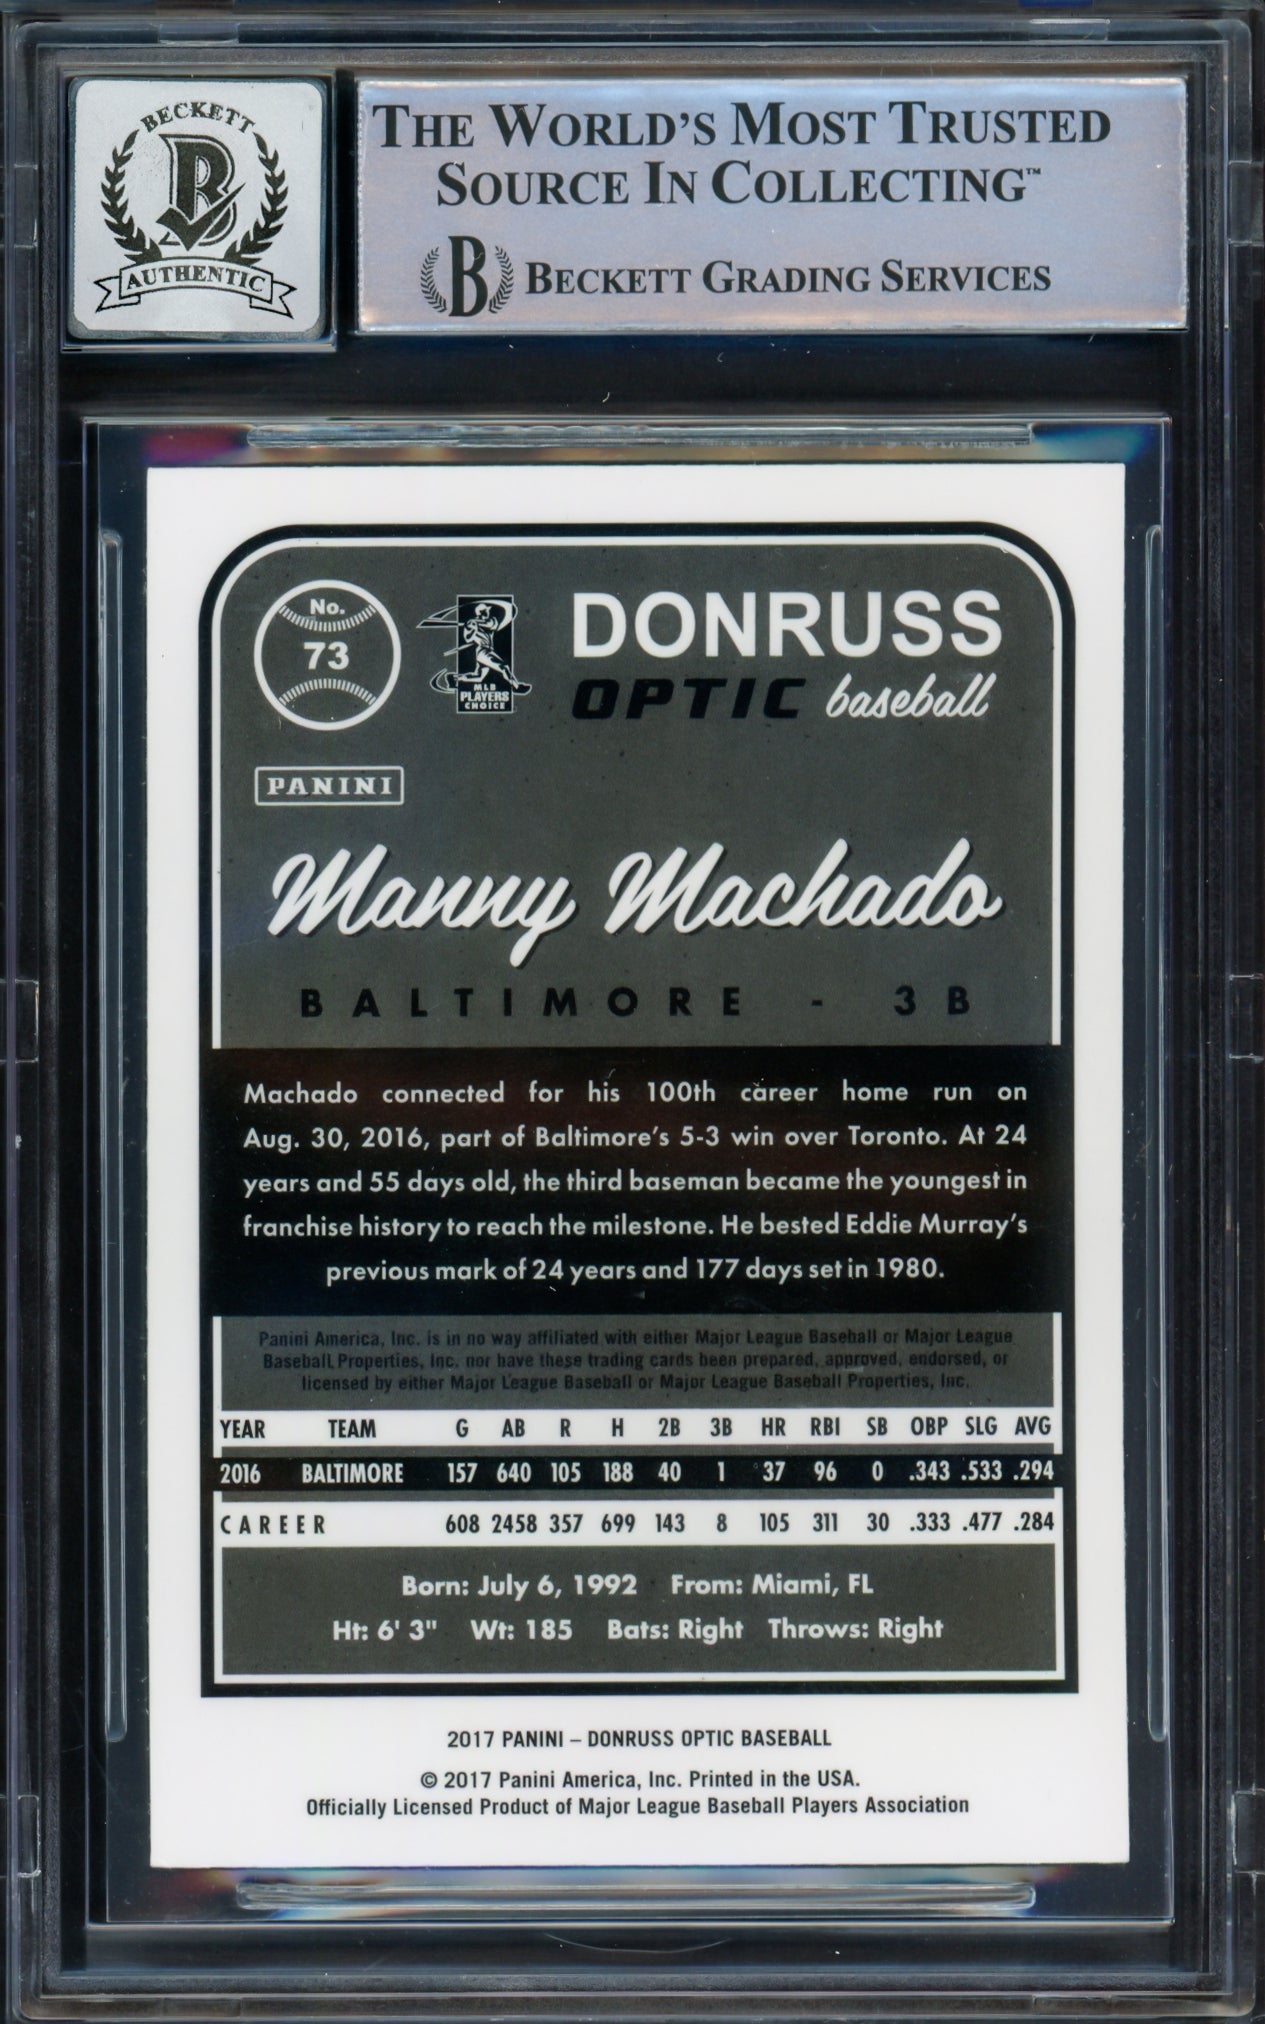 BECKETT
B
AUTHENTIC
THE WORLD'S MOST TRUSTED
SOURCE IN COLLECTING™
B BECKETT GRADING SERVICES
No.
73
MLB
PLAYERS
CHOICE
DONRUSS
OPTIC baseball
PANINI
Manny Machado
BALTIMORE - 3B
Machado connected for his 100th career home run on
Aug. 30, 2016, part of Baltimore's 5-3 win over Toronto. At 24
years and 55 days old, the third baseman became the youngest in
franchise history to reach the milestone. He bested Eddie Murray's
previous mark of 24 years and 177 days set in 1980.
Panini America, Inc. is in no way affiliated with either Major League Baseball or Major League
Baseball Properties, Inc. nor have these trading cards been prepared, approved, endorsed, or
licensed by either Major League Baseball or Major League Baseball Properties, Inc.
YEAR TEAM G AB R H 2B 3B HR RBI SB OBP SLG AVG
2016 BALTIMORE 157 640 105 188 40 1 37 96 0 .343 .533 .294
CAREER 608 2458 357 699 143 8 105 311 30 .333 .477 .284
Born: July 6, 1992 From: Miami, FL
Ht: 6' 3" Wt: 185 Bats: Right Throws: Right
2017 PANINI – DONRUSS OPTIC BASEBALL
© 2017 Panini America, Inc. Printed in the USA.
Officially Licensed Product of Major League Baseball Players Association